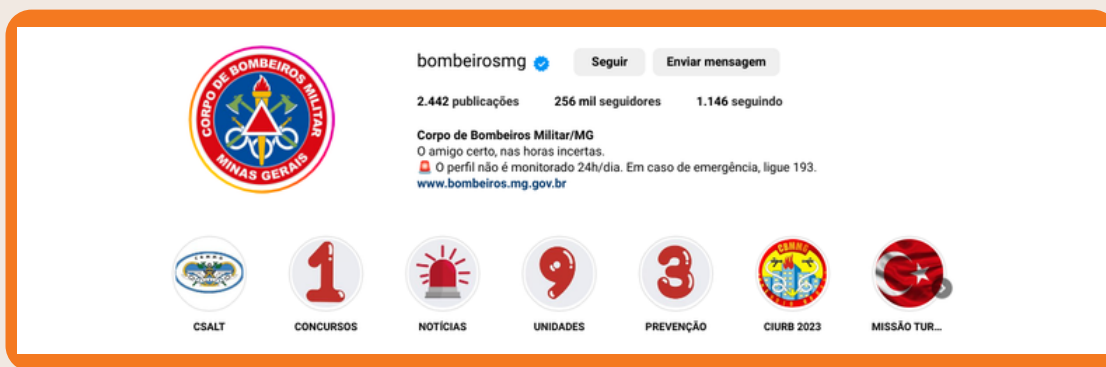 CORPO DE BOMBEIROS MILITAR
MINAS GERAIS
bombeirosmg Seguir Enviar mensagem
2.442 publicações 256 mil seguidores 1.146 seguindo
Corpo de Bombeiros Militar/MG
O amigo certo, nas horas incertas.
🚨 O perfil não é monitorado 24h/dia. Em caso de emergência, ligue 193.
www.bombeiros.mg.gov.br
1 9 3
CBMMG
CSALT CONCURSOS NOTÍCIAS UNIDADES PREVENÇÃO CIURB 2023 MISSÃO TUR...